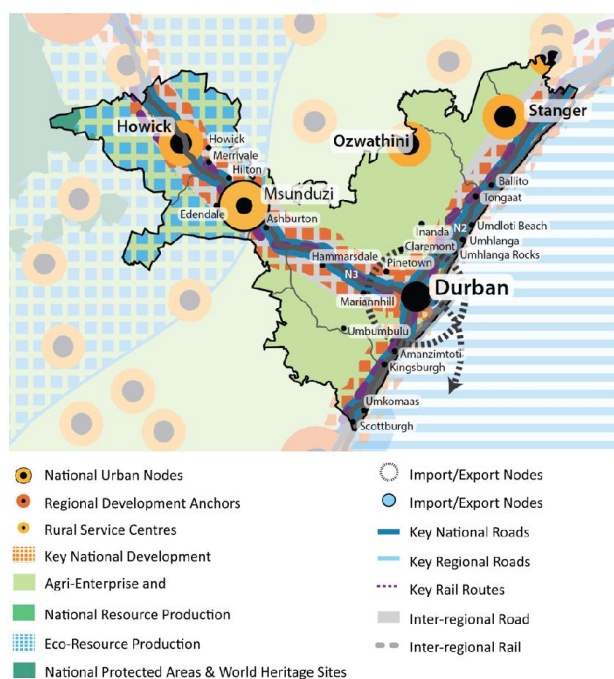 Howick
Howick
Merrivale
Hilton
Msunduzi
Edendale
Ashburton
Ozwathini
Stanger
Ballito
Tongaat
Umdloti Beach
N2
Inanda
Claremont
Umhlanga
Umhlanga Rocks
Hammarsdale
Pinetown
N3
Mariannhill
Durban
Umbumbulu
Amanzimtoti
Kingsburgh
Umkomaas
Scottburgh
National Urban Nodes
Regional Development Anchors
Rural Service Centres
Key National Development
Agri-Enterprise and
National Resource Production
Eco-Resource Production
National Protected Areas & World Heritage Sites
Import/Export Nodes
Import/Export Nodes
Key National Roads
Key Regional Roads
Key Rail Routes
Inter-regional Road
Inter-regional Rail